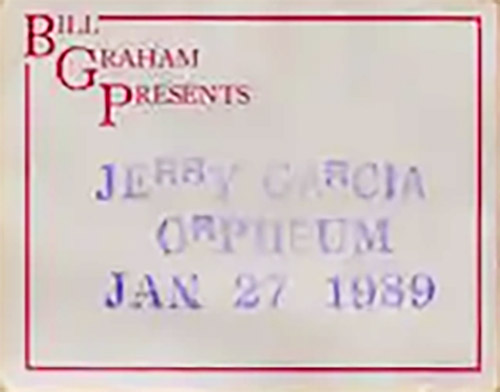 BILL
GRAHAM
PRESENTS
JERRY GARCIA
ORPHEUM
JAN 27 1989